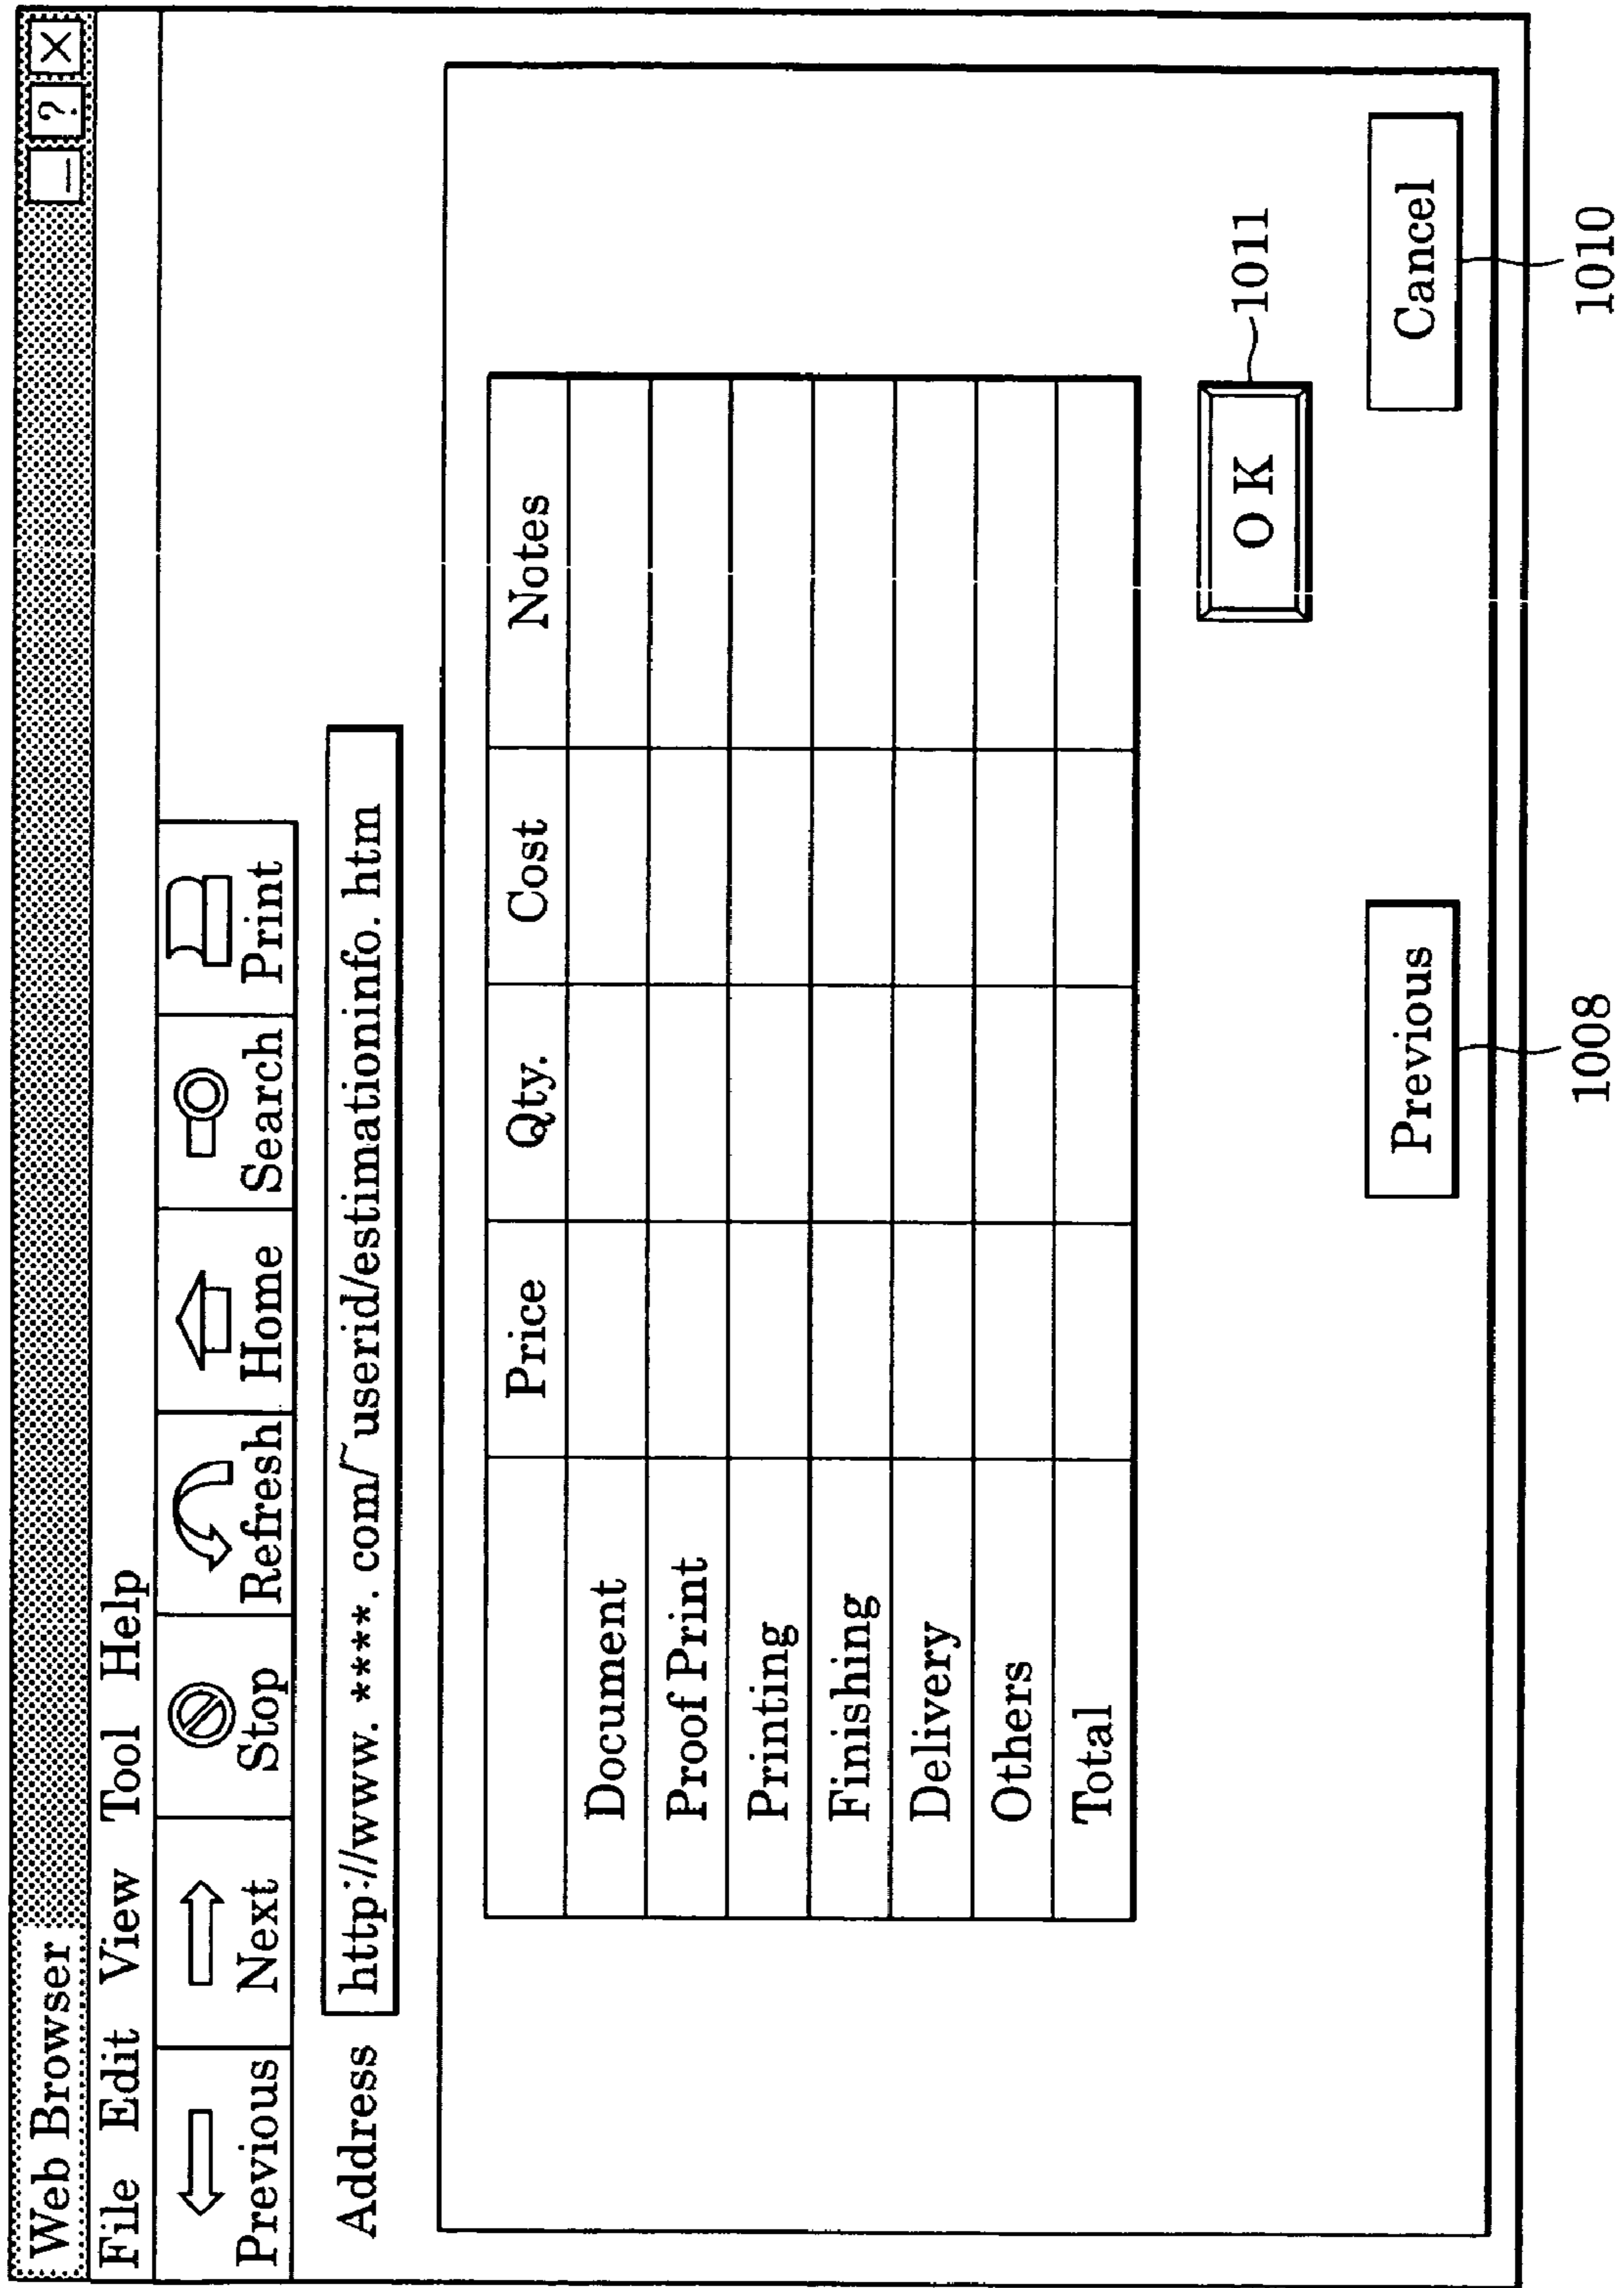 Web Browser _ ? X
File Edit View Tool Help
Previous Next Stop Refresh Home Search Print
Address http://www. ****. com/~userid/estimationinfo. htm
Price Qty. Cost Notes
Document
Proof Print
Printing
Finishing
Delivery
Others
Total
OK 1011
Previous Cancel
1008 1010